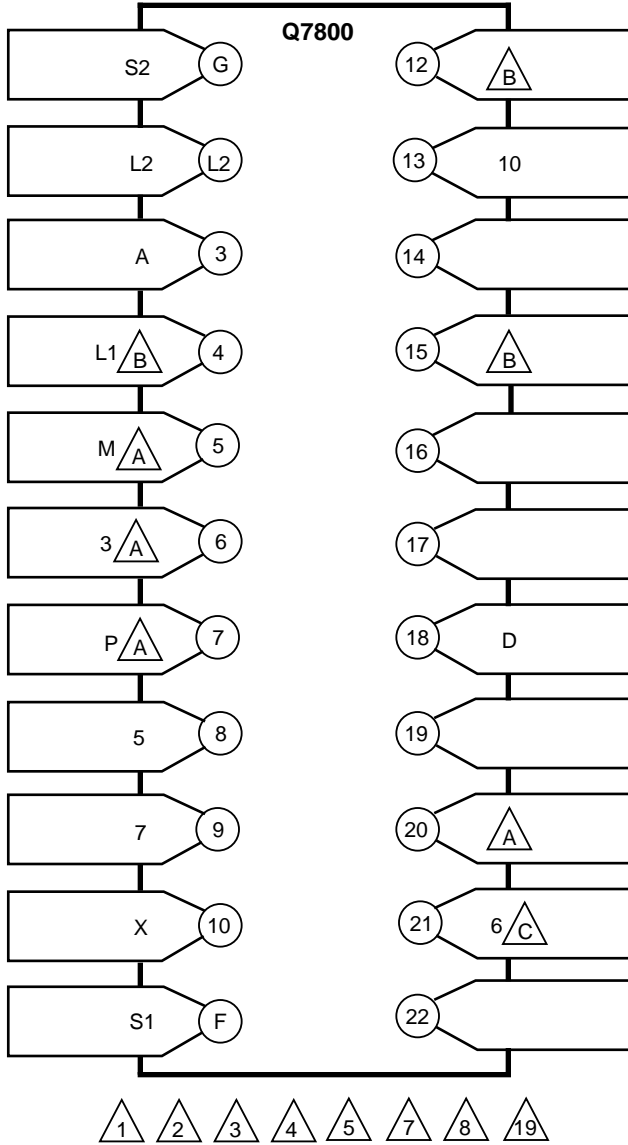 Q7800
S2 G 12 B
L2 L2 13 10
A 3 14
L1 B 4 15 B
M A 5 16
3 A 6 17
P A 7 18 D
5 8 19
7 9 20 A
X 10 21 6 C
S1 F 22
1 2 3 4 5 7 8 19